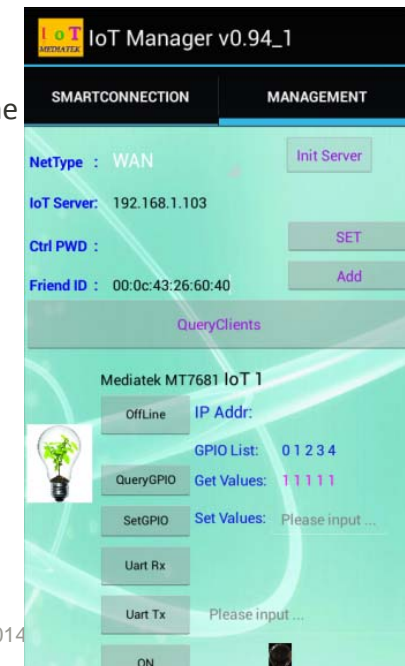 IoT
MEDIATEK
IoT Manager v0.94_1
SMARTCONNECTION MANAGEMENT
NetType : WAN Init Server
IoT Server: 192.168.1.103
Ctrl PWD : SET
Friend ID : 00:0c:43:26:60:40 Add
QueryClients
Mediatek MT7681 IoT 1
OffLine IP Addr:
GPIO List: 0 1 2 3 4
QueryGPIO Get Values: 1 1 1 1 1
SetGPIO Set Values: Please input ...
Uart Rx
Uart Tx Please input ...
ON